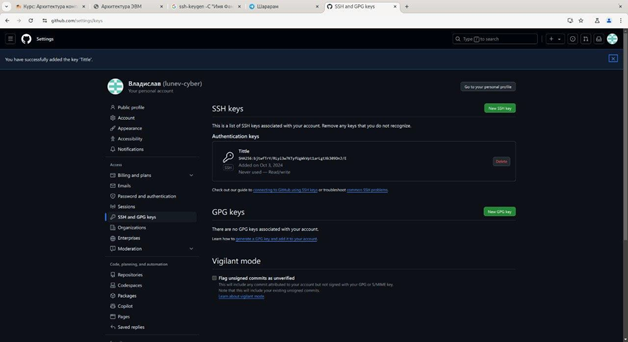 Курс: Архитектура ком
Архитектура ЭВМ
ssh-keygen -C "Имя Фам
Шарарам
SSH and GPG keys
github.com/settings/keys
Settings
Type / to search
You have successfully added the key 'Tittle'.
Владислав (lunev-cyber)
Your personal account
Go to your personal profile
Public profile
Account
Appearance
Accessibility
Notifications
Access
Billing and plans
Emails
Password and authentication
Sessions
SSH and GPG keys
Organizations
Enterprises
Moderation
Code, planning, and automation
Repositories
Codespaces
Packages
Copilot
Pages
Saved replies
SSH keys
New SSH key
This is a list of SSH keys associated with your account. Remove any keys that you do not recognize.
Authentication keys
Tittle
SSH
Added on Oct 3, 2024
Never used — Read/write
Delete
Check out our guide to connecting to GitHub using SSH keys or troubleshoot common SSH problems.
GPG keys
New GPG key
There are no GPG keys associated with your account.
Learn how to generate a GPG key and add it to your account.
Vigilant mode
Flag unsigned commits as unverified
This will include any commit attributed to your account but not signed with your GPG or S/MIME key.
Note that this will include your existing unsigned commits.
Learn about vigilant mode.